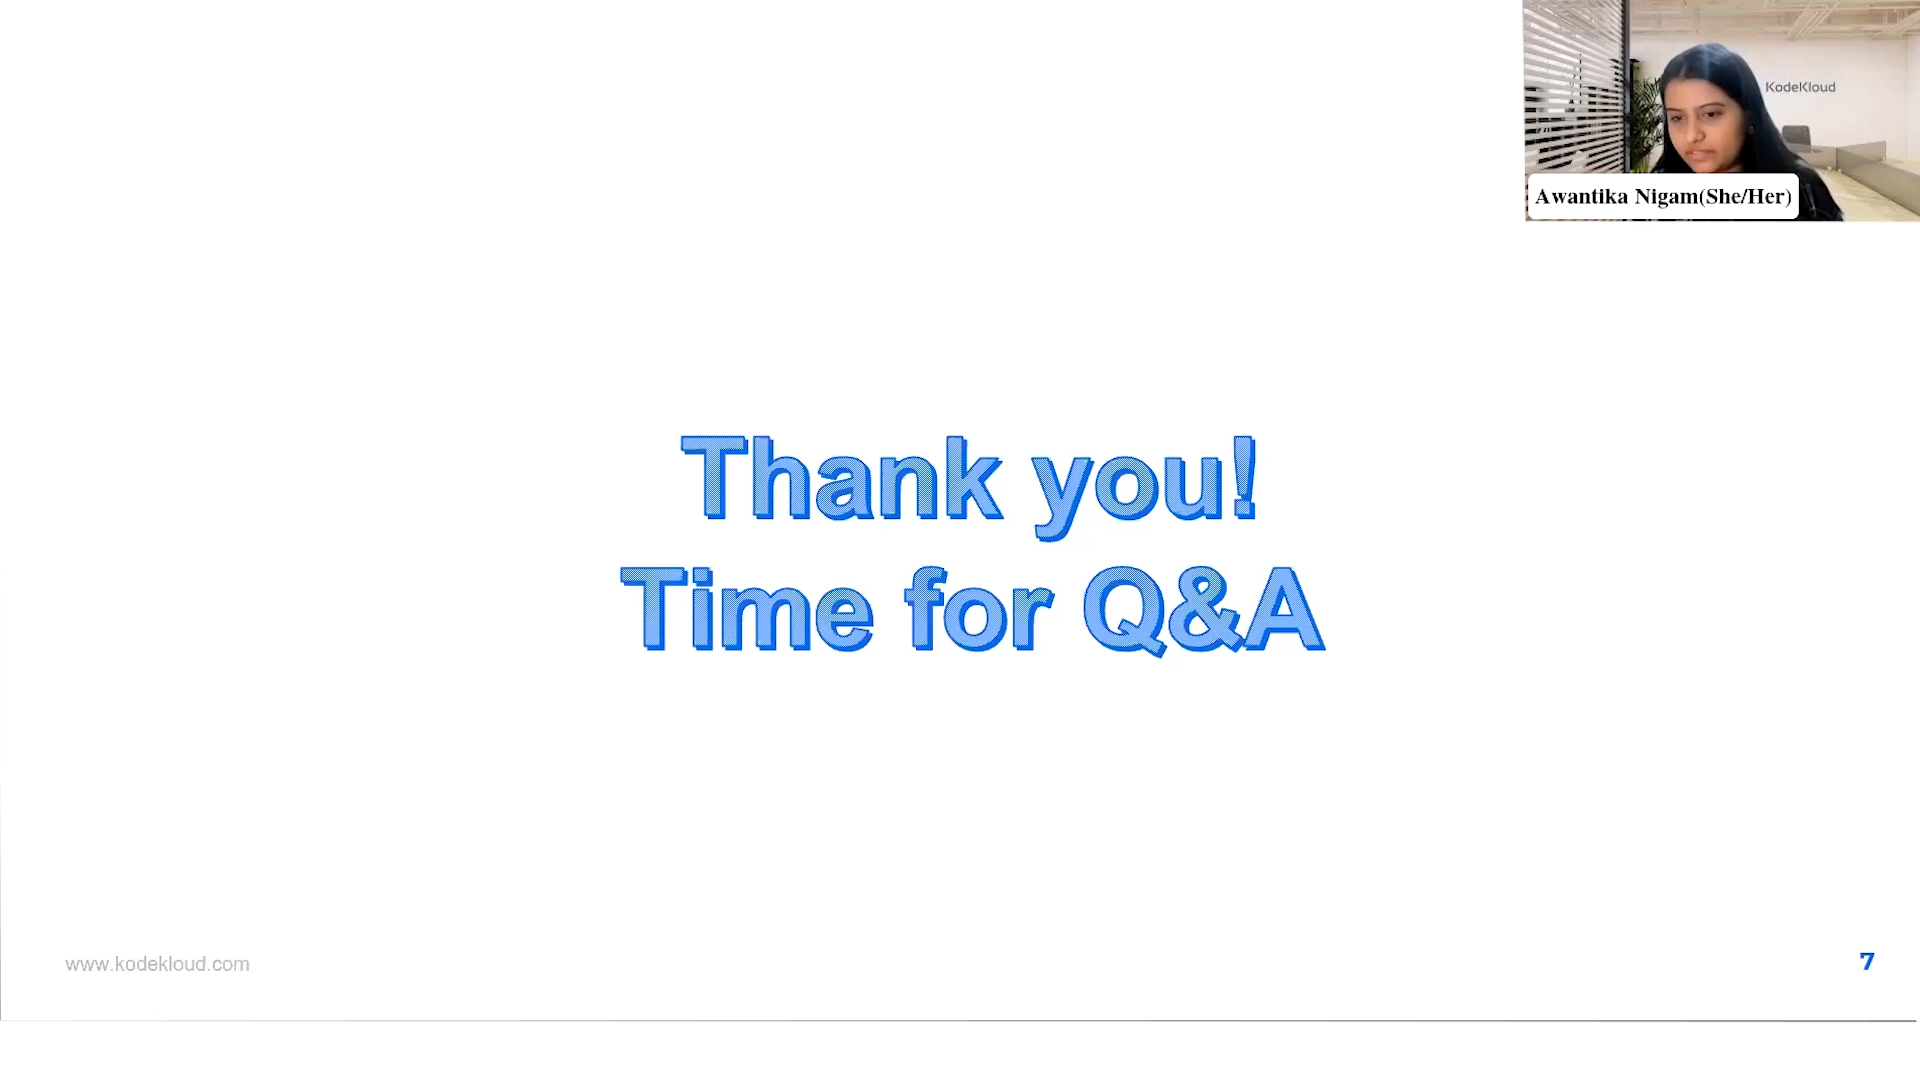 KodeKloud
Awantika Nigam(She/Her)
Thank you!
Time for Q&A
www.kodekloud.com
7